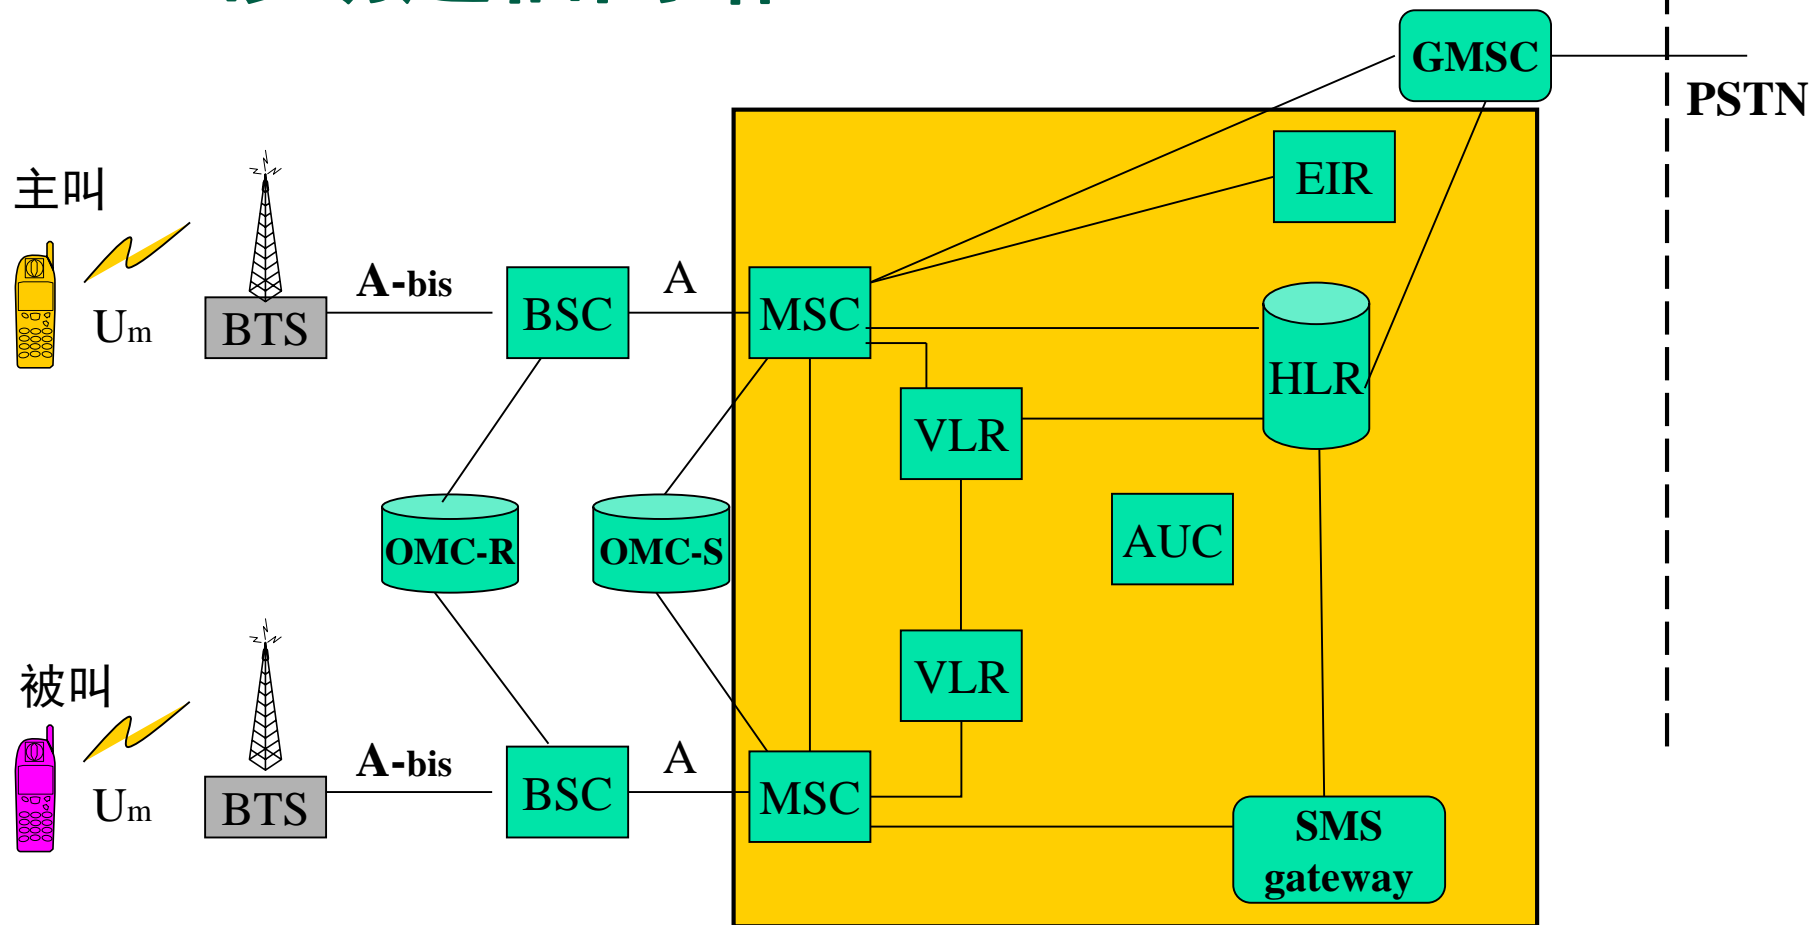 GMSC
PSTN
EIR
主叫
Um
BTS
A-bis
BSC
A
MSC
HLR
VLR
OMC-R
OMC-S
AUC
被叫
Um
BTS
A-bis
BSC
A
MSC
VLR
SMS
gateway